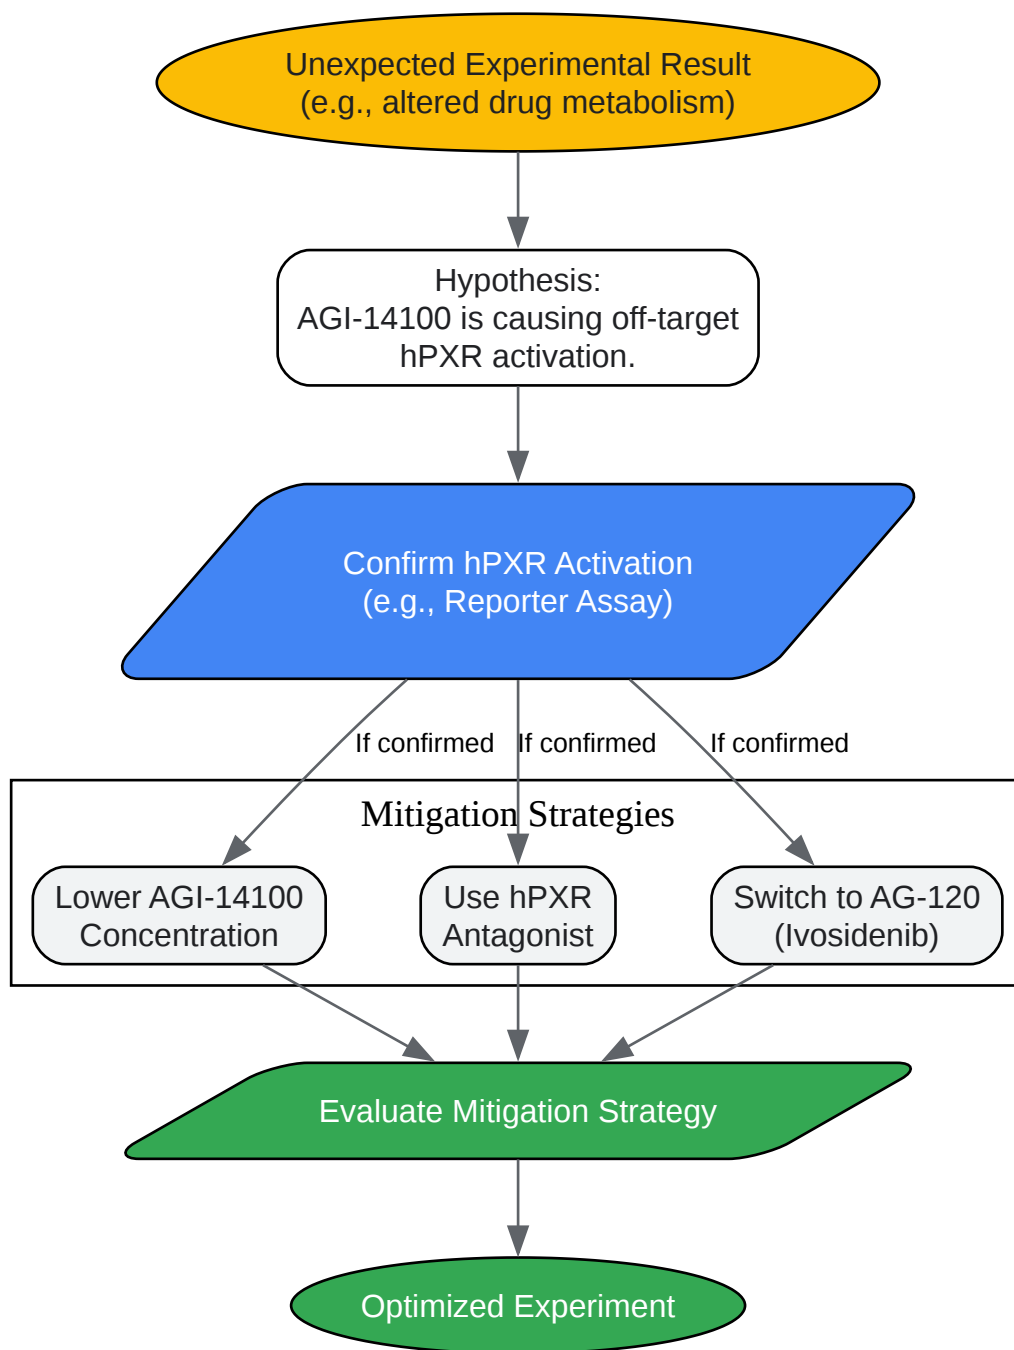 Unexpected Experimental Result
(e.g., altered drug metabolism)
Hypothesis:
AGI-14100 is causing off-target
hPXR activation.
Confirm hPXR Activation
(e.g., Reporter Assay)
If confirmed
If confirmed
If confirmed
Mitigation Strategies
Lower AGI-14100
Concentration
Use hPXR
Antagonist
Switch to AG-120
(Ivosidenib)
Evaluate Mitigation Strategy
Optimized Experiment